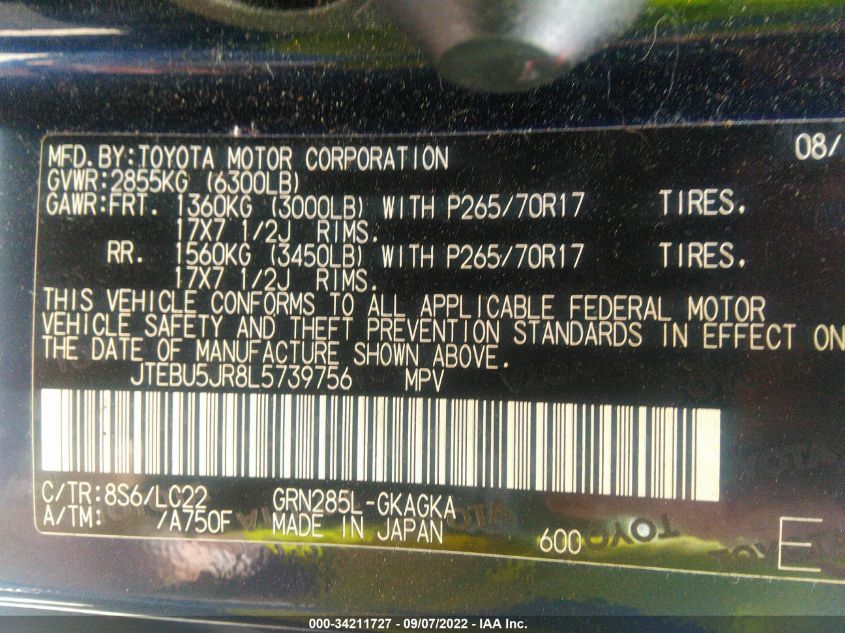 MFD.BY:TOYOTA MOTOR CORPORATION 08/
GVWR:2855KG (6300LB)
GAWR:FRT. 1360KG (3000LB) WITH P265/70R17 TIRES.
17X7 1/2J RIMS.
RR. 1560KG (3450LB) WITH P265/70R17 TIRES.
17X7 1/2J RIMS.
THIS VEHICLE CONFORMS TO ALL APPLICABLE FEDERAL MOTOR
VEHICLE SAFETY AND THEFT PREVENTION STANDARDS IN EFFECT ON
THE DATE OF MANUFACTURE SHOWN ABOVE.
JTEBU5JR8L5739756 MPV
C/TR:8S6/LC22 GRN285L-GKAGKA
A/TM: /A750F MADE IN JAPAN 600 TOYOTA E
000-34211727 - 09/07/2022 - IAA Inc.